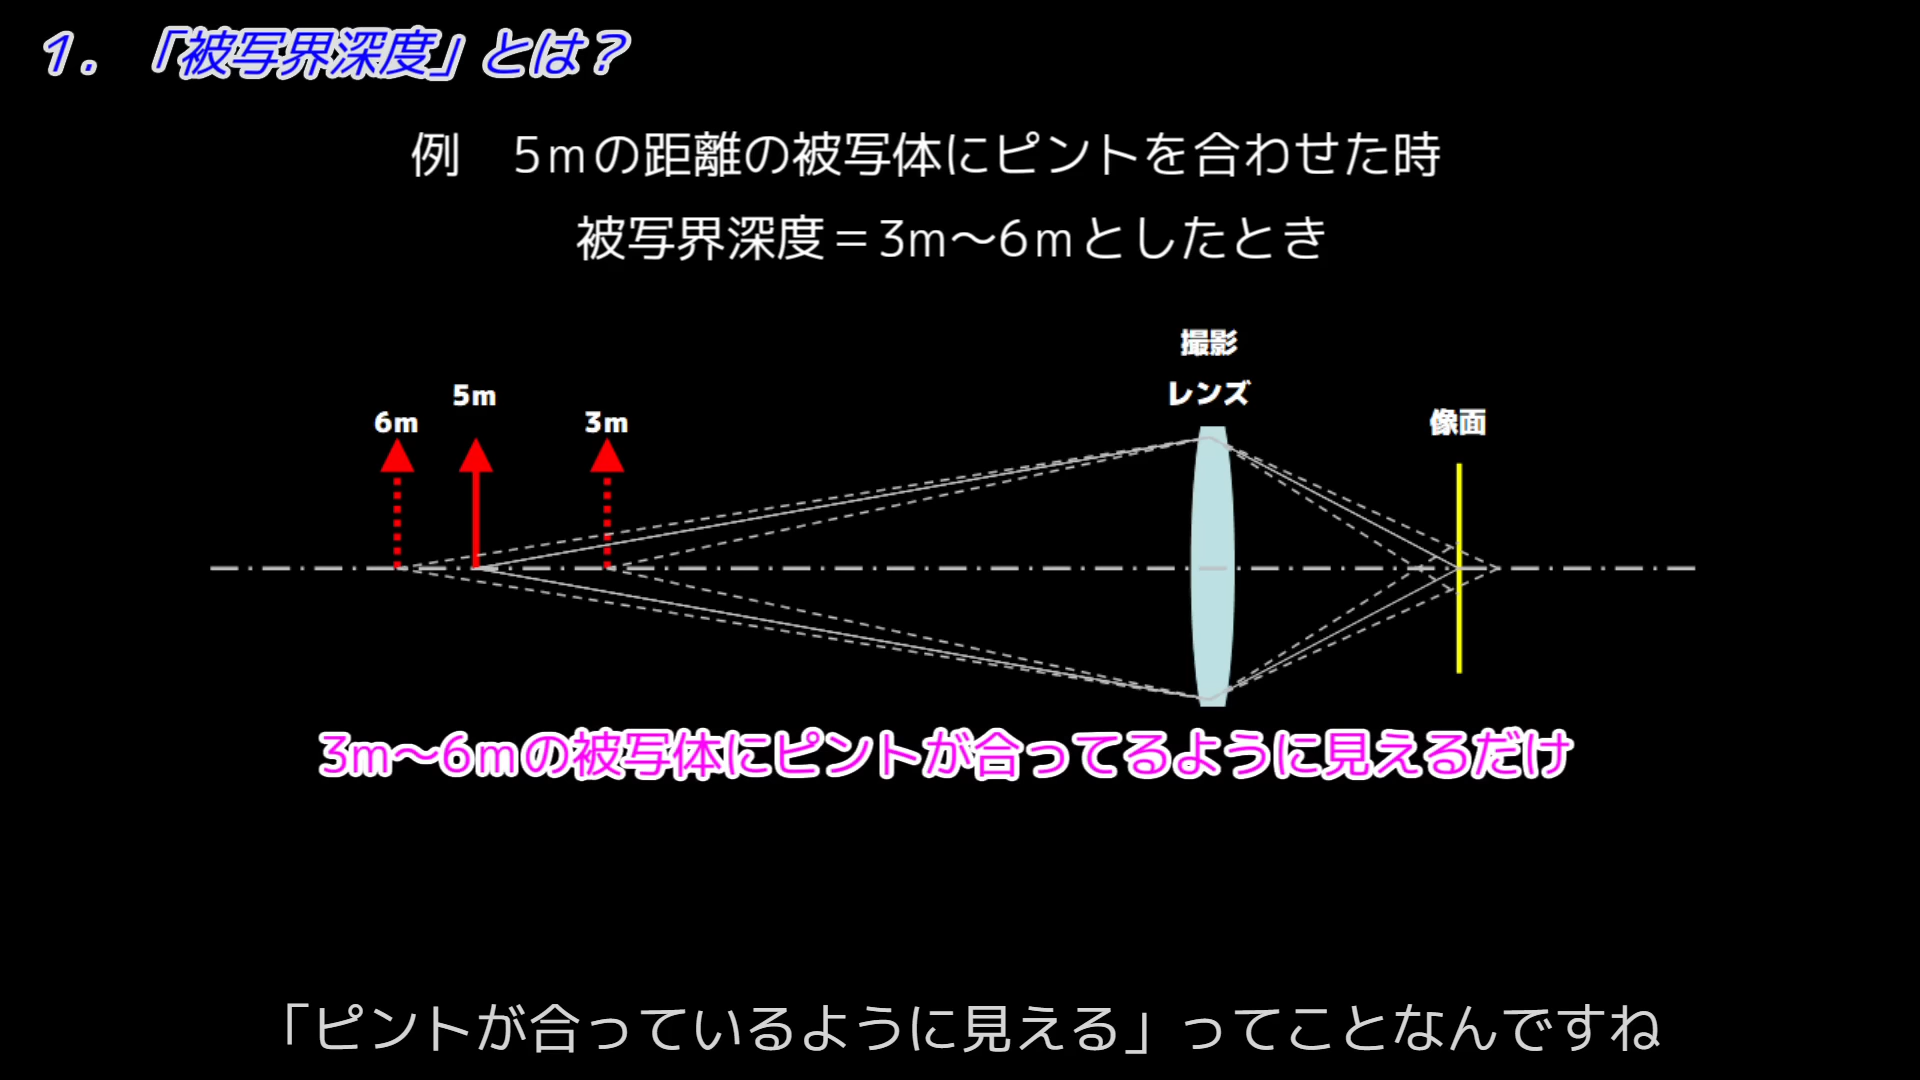 １．「被写界深度」とは？
例　５ｍの距離の被写体にピントを合わせた時
被写界深度＝3m～6ｍとしたとき
撮影
レンズ
5m
6m
3m
像面
3m～6ｍの被写体にピントが合ってるように見えるだけ
「ピントが合っているように見える」ってことなんですね